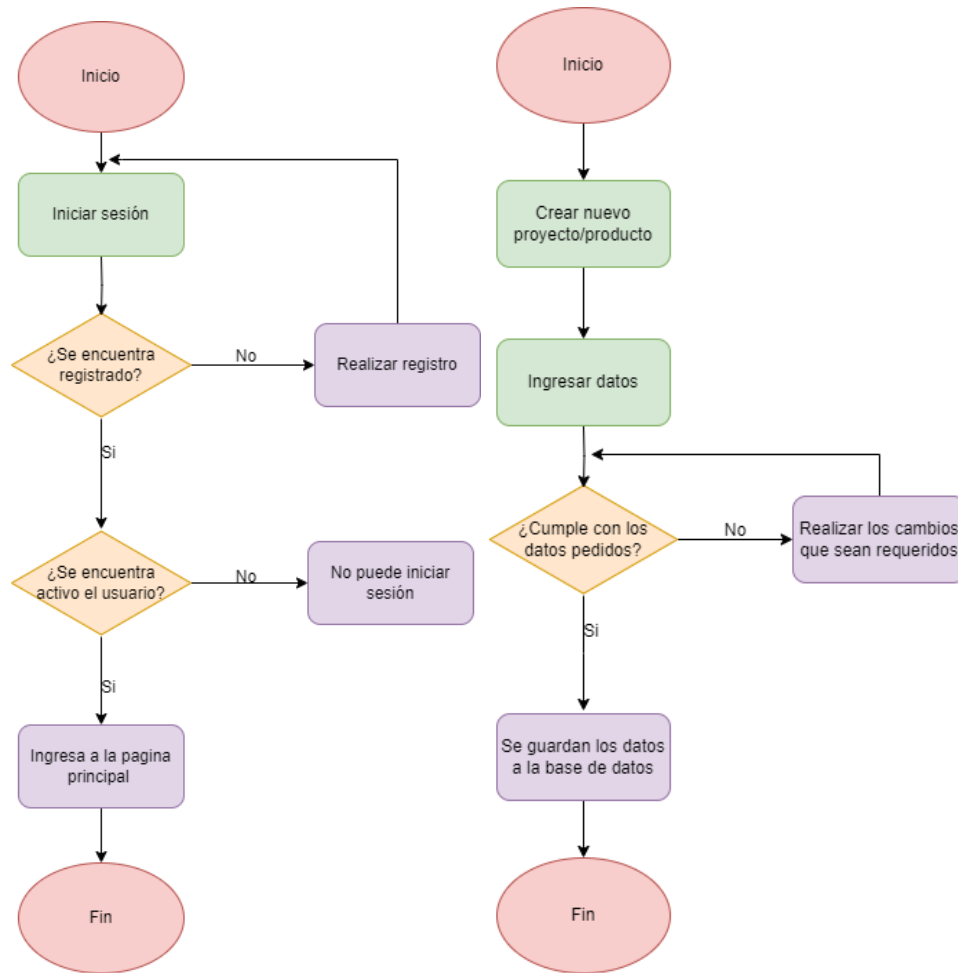 Inicio
Iniciar sesión
¿Se encuentra
registrado?
No
Realizar registro
Si
¿Se encuentra
activo el usuario?
No
No puede iniciar
sesión
Si
Ingresa a la pagina
principal
Fin
Inicio
Crear nuevo
proyecto/producto
Ingresar datos
¿Cumple con los
datos pedidos?
No
Realizar los cambios
que sean requeridos
Si
Se guardan los datos
a la base de datos
Fin